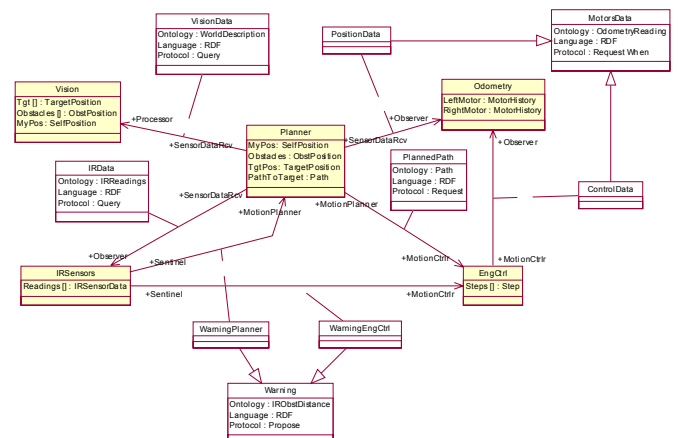 VisionData
Ontology : WorldDescription
Language : RDF
Protocol : Query
PositionData
MotorsData
Ontology : OdometryReading
Language : RDF
Protocol : Request When
Vision
Tgt [] : TargetPosition
Obstacles [] : ObstPosition
MyPos : SelfPosition
+Processor
+SensorDataRcv
Planner
MyPos : SelfPosition
Obstacles : ObstPosition
TgtPos : TargetPosition
PathToTarget : Path
+Observer
+SensorDataRcv
Odometry
LeftMotor : MotorHistory
RightMotor : MotorHistory
+Observer
IRData
Ontology : IRReadings
Language : RDF
Protocol : Query
+SensorDataRcv
+MotionPlanner
+MotionPlanner
PlannedPath
Ontology : Path
Language : RDF
Protocol : Request
ControlData
+Observer
+Sentinel
+MotionCtrlr
+MotionCtrlr
IRSensors
Readings [] : IRSensorData
+Sentinel
+MotionCtrlr
EngCtrl
Steps [] : Step
WarningPlanner
WarningEngCtrl
Warning
Ontology : IRObstDistance
Language : RDF
Protocol : Propose